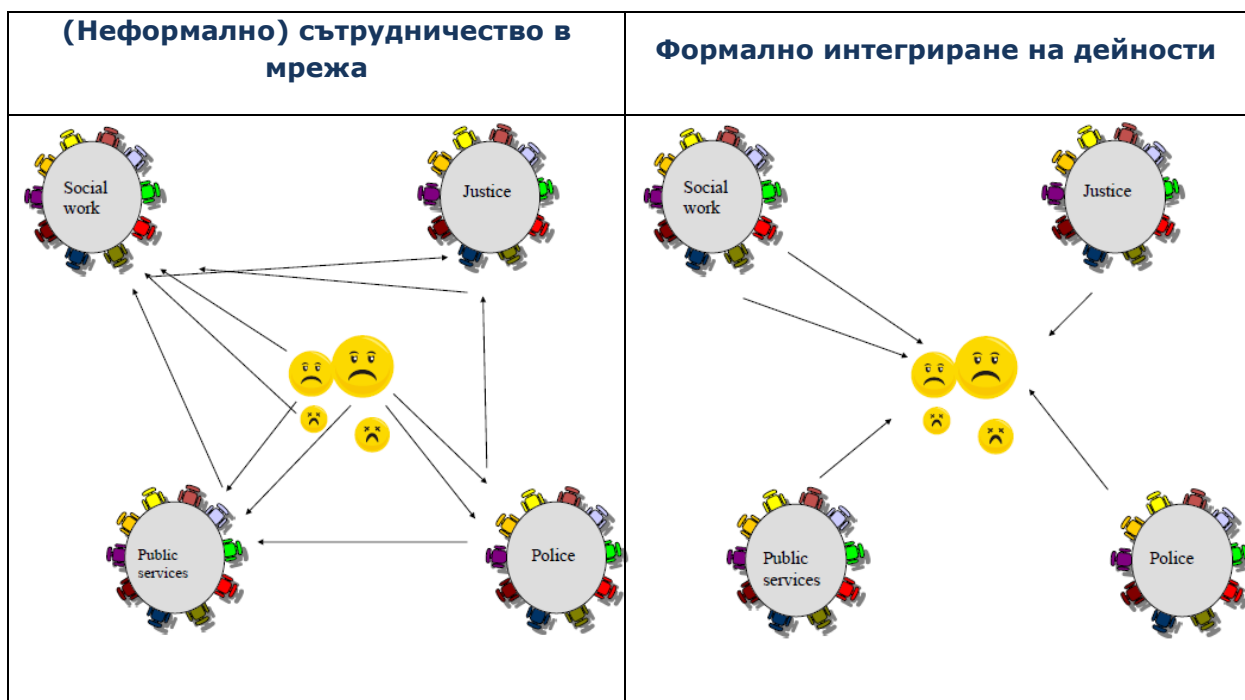 (Неформално) сътрудничество в
мрежа
Формално интегриране на дейности
Social
work
Justice
Public
services
Police
Social
work
Justice
Public
services
Police